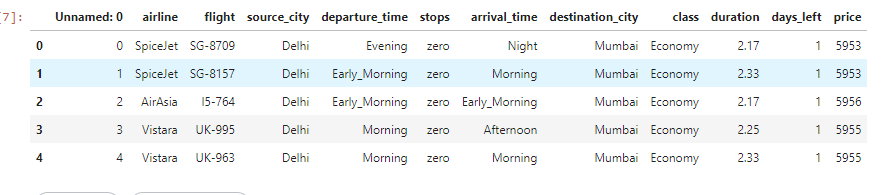 [7]: Unnamed: 0 airline flight source_city departure_time stops arrival_time destination_city class duration days_left price
0 0 SpiceJet SG-8709 Delhi Evening zero Night Mumbai Economy 2.17 1 5953
1 1 SpiceJet SG-8157 Delhi Early_Morning zero Morning Mumbai Economy 2.33 1 5953
2 2 AirAsia I5-764 Delhi Early_Morning zero Early_Morning Mumbai Economy 2.17 1 5956
3 3 Vistara UK-995 Delhi Morning zero Afternoon Mumbai Economy 2.25 1 5955
4 4 Vistara UK-963 Delhi Morning zero Morning Mumbai Economy 2.33 1 5955